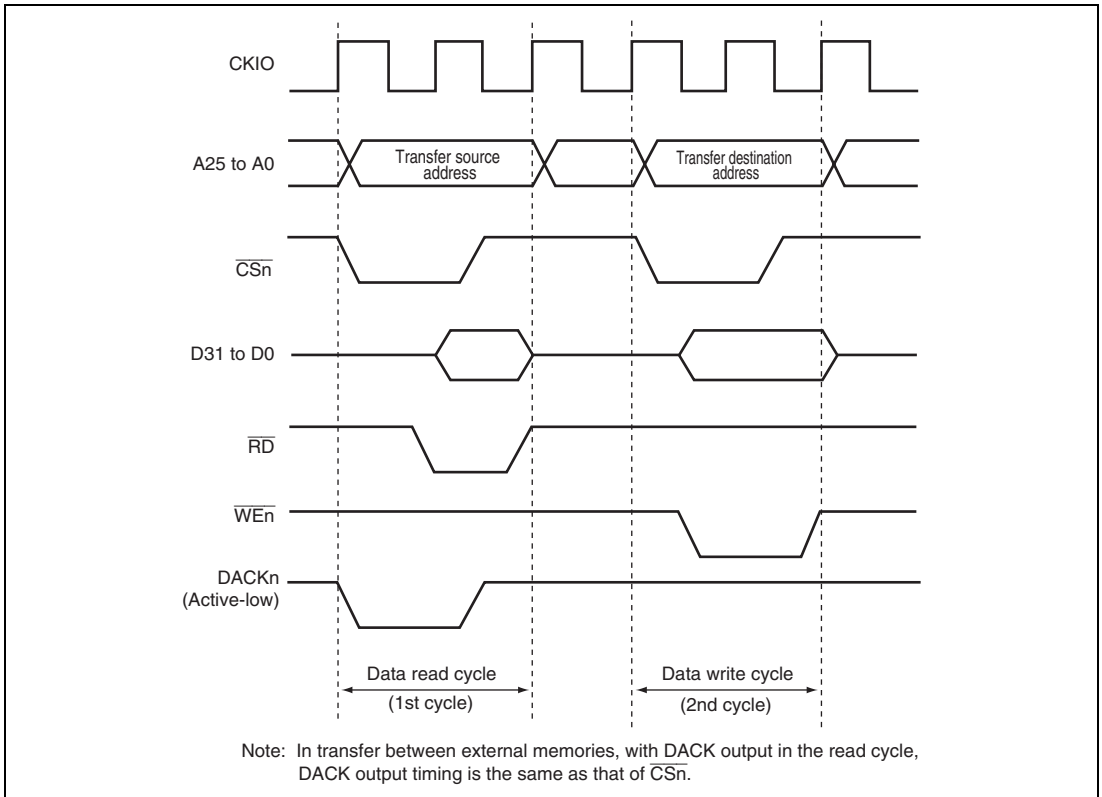 CKIO
A25 to A0
Transfer source
address
Transfer destination
address
CSn
D31 to D0
RD
WEn
DACKn
(Active-low)
Data read cycle
(1st cycle)
Data write cycle
(2nd cycle)
Note: In transfer between external memories, with DACK output in the read cycle,
DACK output timing is the same as that of CSn.